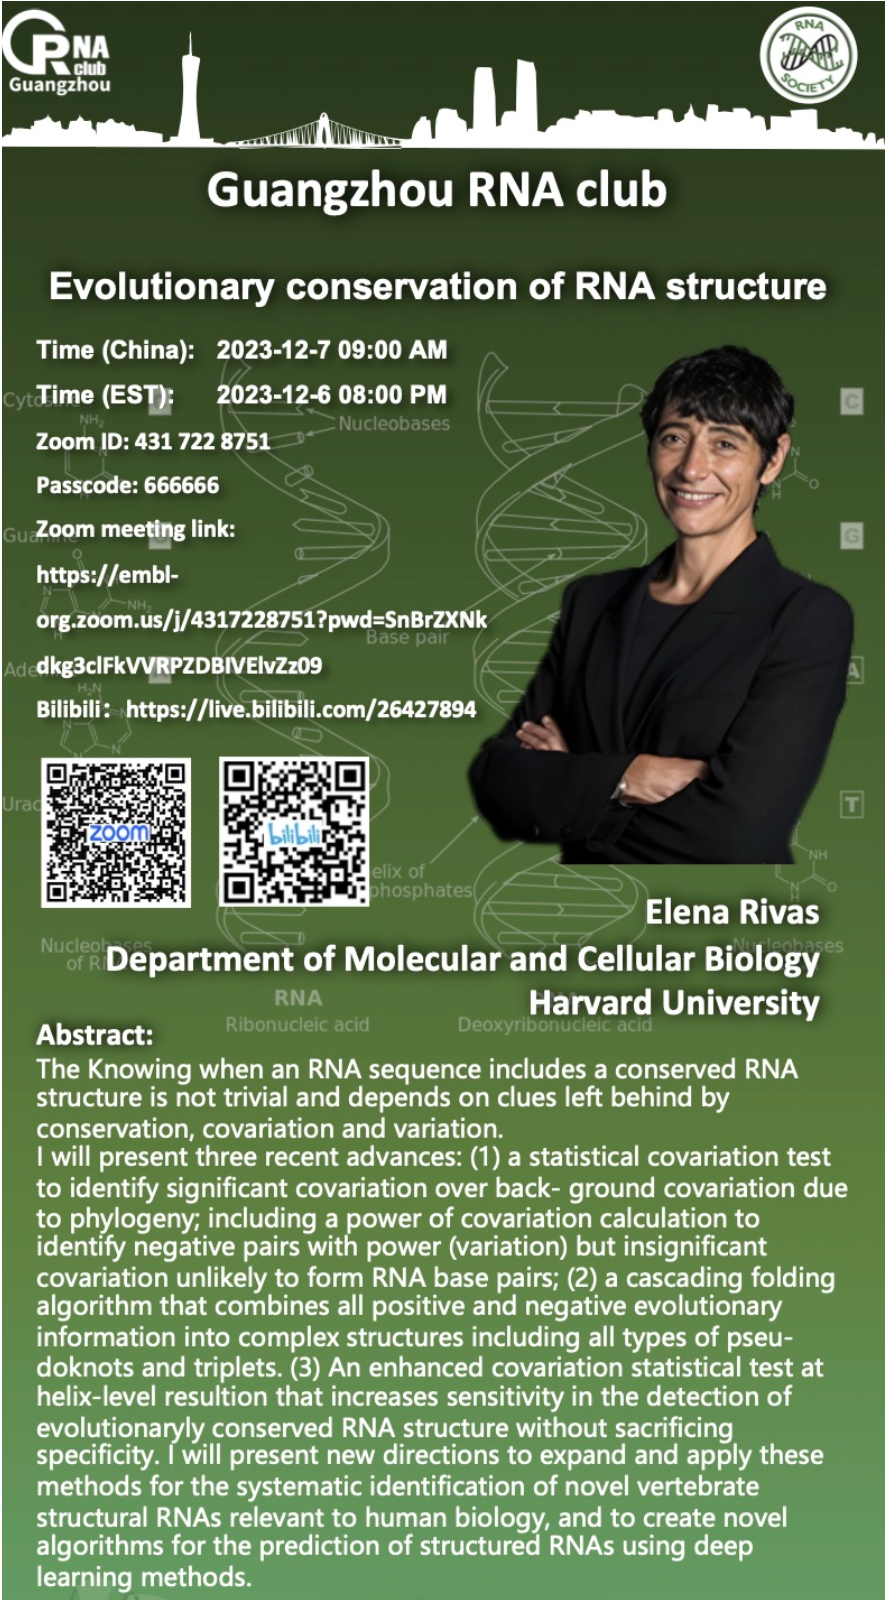 RNA
club
Guangzhou
RNA
SOCIETY
Guangzhou RNA club
Evolutionary conservation of RNA structure
Time (China): 2023-12-7 09:00 AM
Time (EST): 2023-12-6 08:00 PM
Zoom ID: 431 722 8751
Passcode: 666666
Zoom meeting link:
https://embl-
org.zoom.us/j/4317228751?pwd=SnBrZXNk
dkg3clFkVVRPZDBIVElvZz09
Bilibili：https://live.bilibili.com/26427894
Nucleobases
Base pair
NH₂
NH₂
H₂N
N
O
H
C
G
A
T
NH
O
zoom
bilibili
elix of
phosphates
Elena Rivas
Department of Molecular and Cellular Biology
Harvard University
Nucleobases
of RN
Nucleobases
RNA
Ribonucleic acid
Deoxyribonucleic acid
Abstract:
The Knowing when an RNA sequence includes a conserved RNA
structure is not trivial and depends on clues left behind by
conservation, covariation and variation.
I will present three recent advances: (1) a statistical covariation test
to identify significant covariation over back- ground covariation due
to phylogeny; including a power of covariation calculation to
identify negative pairs with power (variation) but insignificant
covariation unlikely to form RNA base pairs; (2) a cascading folding
algorithm that combines all positive and negative evolutionary
information into complex structures including all types of pseu-
doknots and triplets. (3) An enhanced covariation statistical test at
helix-level resultion that increases sensitivity in the detection of
evolutionaryly conserved RNA structure without sacrificing
specificity. I will present new directions to expand and apply these
methods for the systematic identification of novel vertebrate
structural RNAs relevant to human biology, and to create novel
algorithms for the prediction of structured RNAs using deep
learning methods.